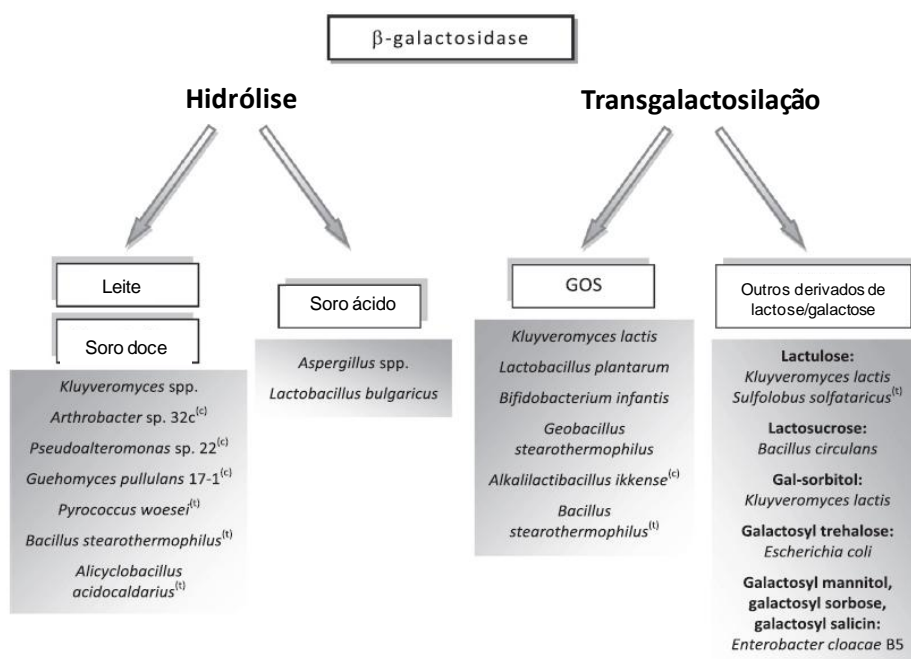 β-galactosidase
Hidrólise
Transgalactosilação
Leite
Soro doce
Kluyveromyces spp.
Arthrobacter sp. 32c(c)
Pseudoalteromonas sp. 22(c)
Guehomyces pullulans 17-1(c)
Pyrococcus woesei(t)
Bacillus stearothermophilus(t)
Alicyclobacillus
acidocaldarius(t)
Soro ácido
Aspergillus spp.
Lactobacillus bulgaricus
GOS
Kluyveromyces lactis
Lactobacillus plantarum
Bifidobacterium infantis
Geobacillus
stearothermophilus
Alkalilactibacillus ikkense(c)
Bacillus
stearothermophilus(t)
Outros derivados de
lactose/galactose
Lactulose:
Kluyveromyces lactis
Sulfolobus solfataricus(t)
Lactosucrose:
Bacillus circulans
Gal-sorbitol:
Kluyveromyces lactis
Galactosyl trehalose:
Escherichia coli
Galactosyl mannitol,
galactosyl sorbose,
galactosyl salicin:
Enterobacter cloacae B5